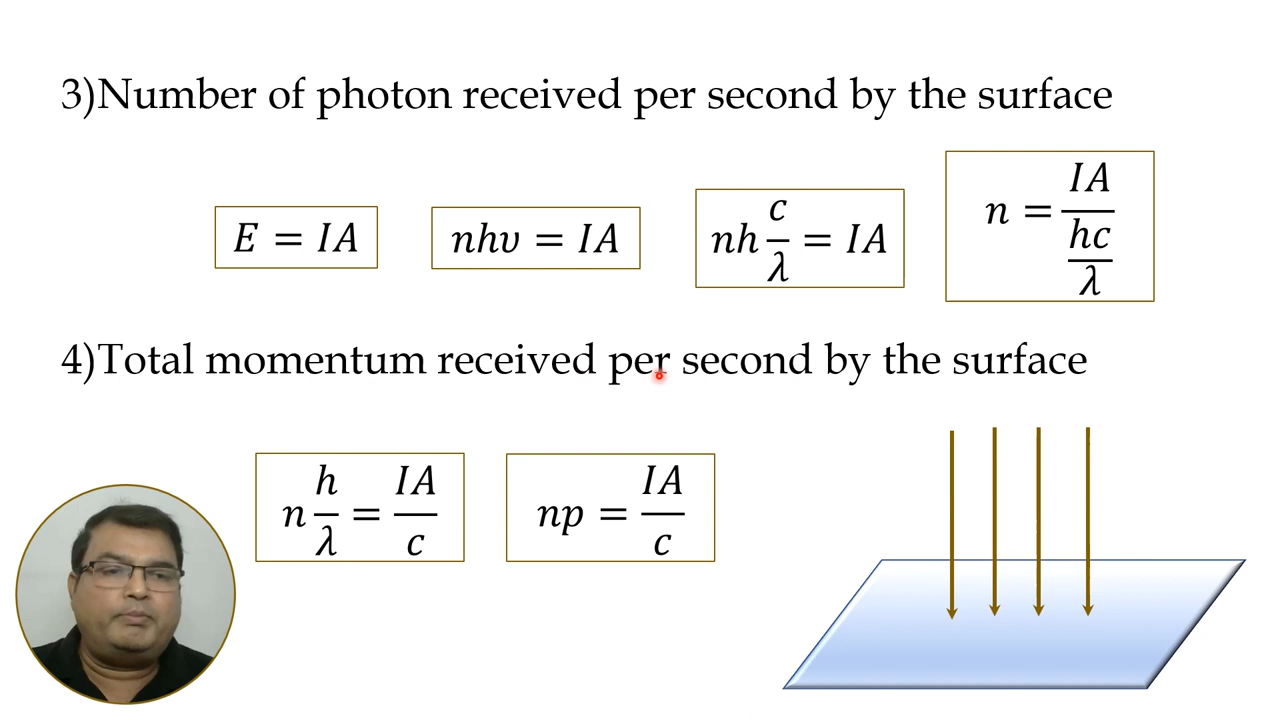 3)Number of photon received per second by the surface
E = IA
nhυ = IA
nh c/λ = IA
n = IA/(hc/λ)
4)Total momentum received per second by the surface
n h/λ = IA/c
np = IA/c